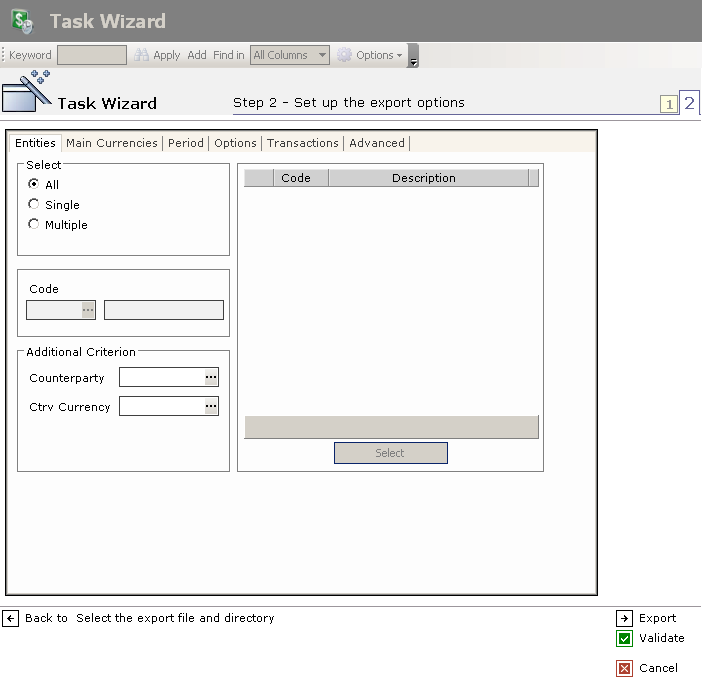 Task Wizard
Keyword Apply Add Find in All Columns Options
Task Wizard Step 2 - Set up the export options 1 2
Entities Main Currencies Period Options Transactions Advanced
Select
All
Single
Multiple
Code Description
Code
...
Additional Criterion
Counterparty ...
Ctrv Currency ...
Select
Back to Select the export file and directory
Export
Validate
Cancel